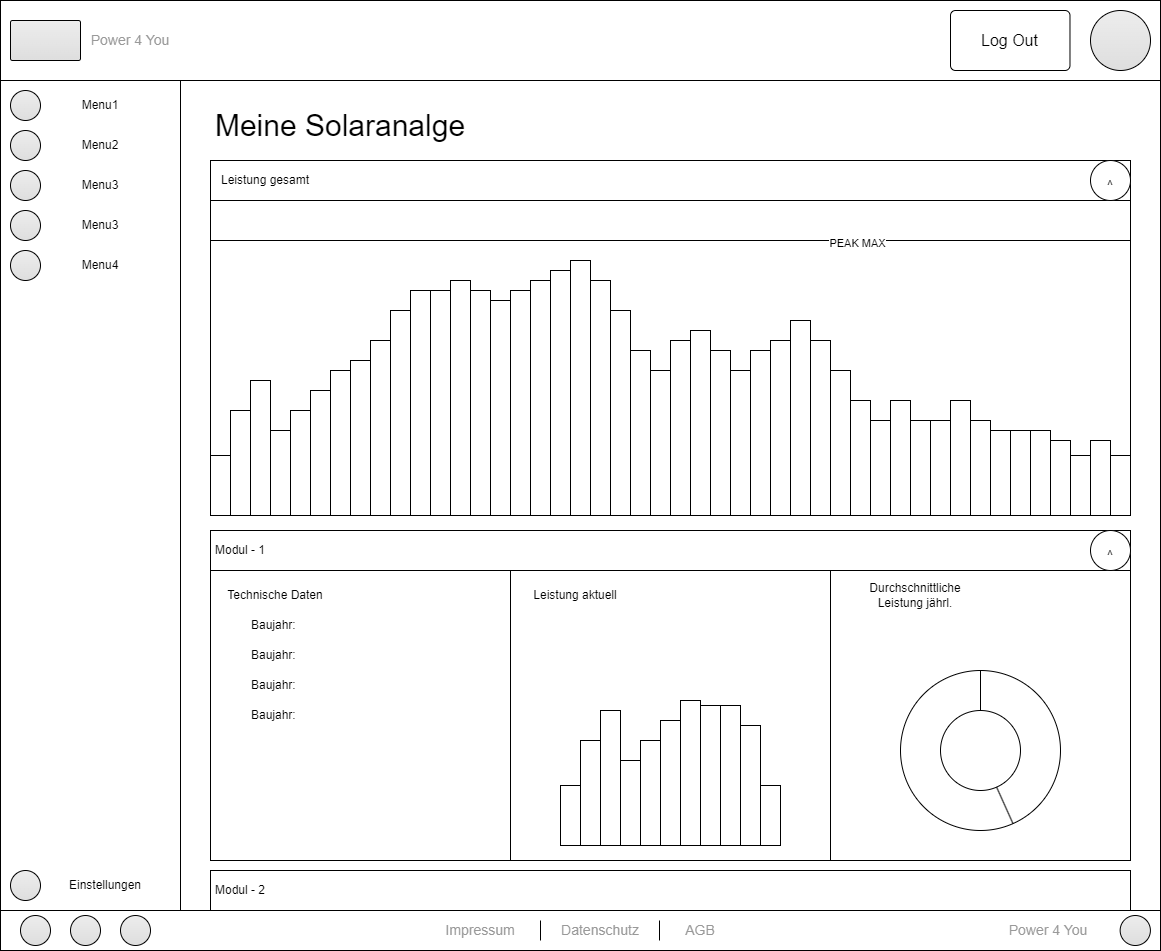 Power 4 You
Log Out
Menu1
Menu2
Menu3
Menu3
Menu4
Meine Solaranalge
Leistung gesamt
^
PEAK MAX
Modul - 1
^
Technische Daten
Baujahr:
Baujahr:
Baujahr:
Baujahr:
Leistung aktuell
Durchschnittliche
Leistung jährl.
Modul - 2
Einstellungen
Impressum
Datenschutz
AGB
Power 4 You